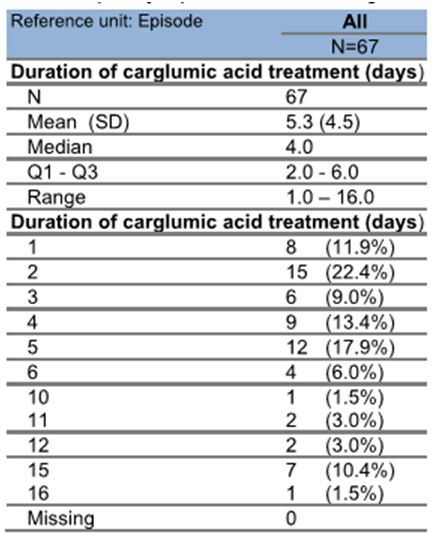 Reference unit: Episode All
N=67
Duration of carglumic acid treatment (days)
N 67
Mean (SD) 5.3 (4.5)
Median 4.0
Q1 - Q3 2.0 - 6.0
Range 1.0 – 16.0
Duration of carglumic acid treatment (days)
1 8 (11.9%)
2 15 (22.4%)
3 6 (9.0%)
4 9 (13.4%)
5 12 (17.9%)
6 4 (6.0%)
10 1 (1.5%)
11 2 (3.0%)
12 2 (3.0%)
15 7 (10.4%)
16 1 (1.5%)
Missing 0